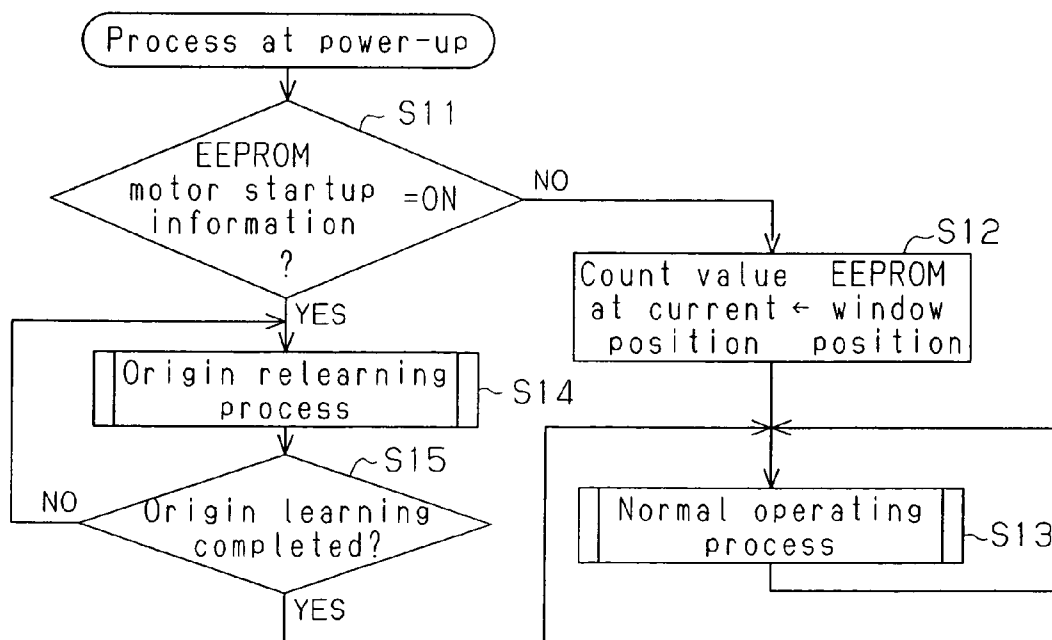 Process at power-up
S11
EEPROM
motor startup =ON
information
?
NO
YES
S12
Count value EEPROM
at current ← window
position position
Origin relearning
process
S14
S15
NO
Origin learning
completed?
YES
Normal operating
process
S13